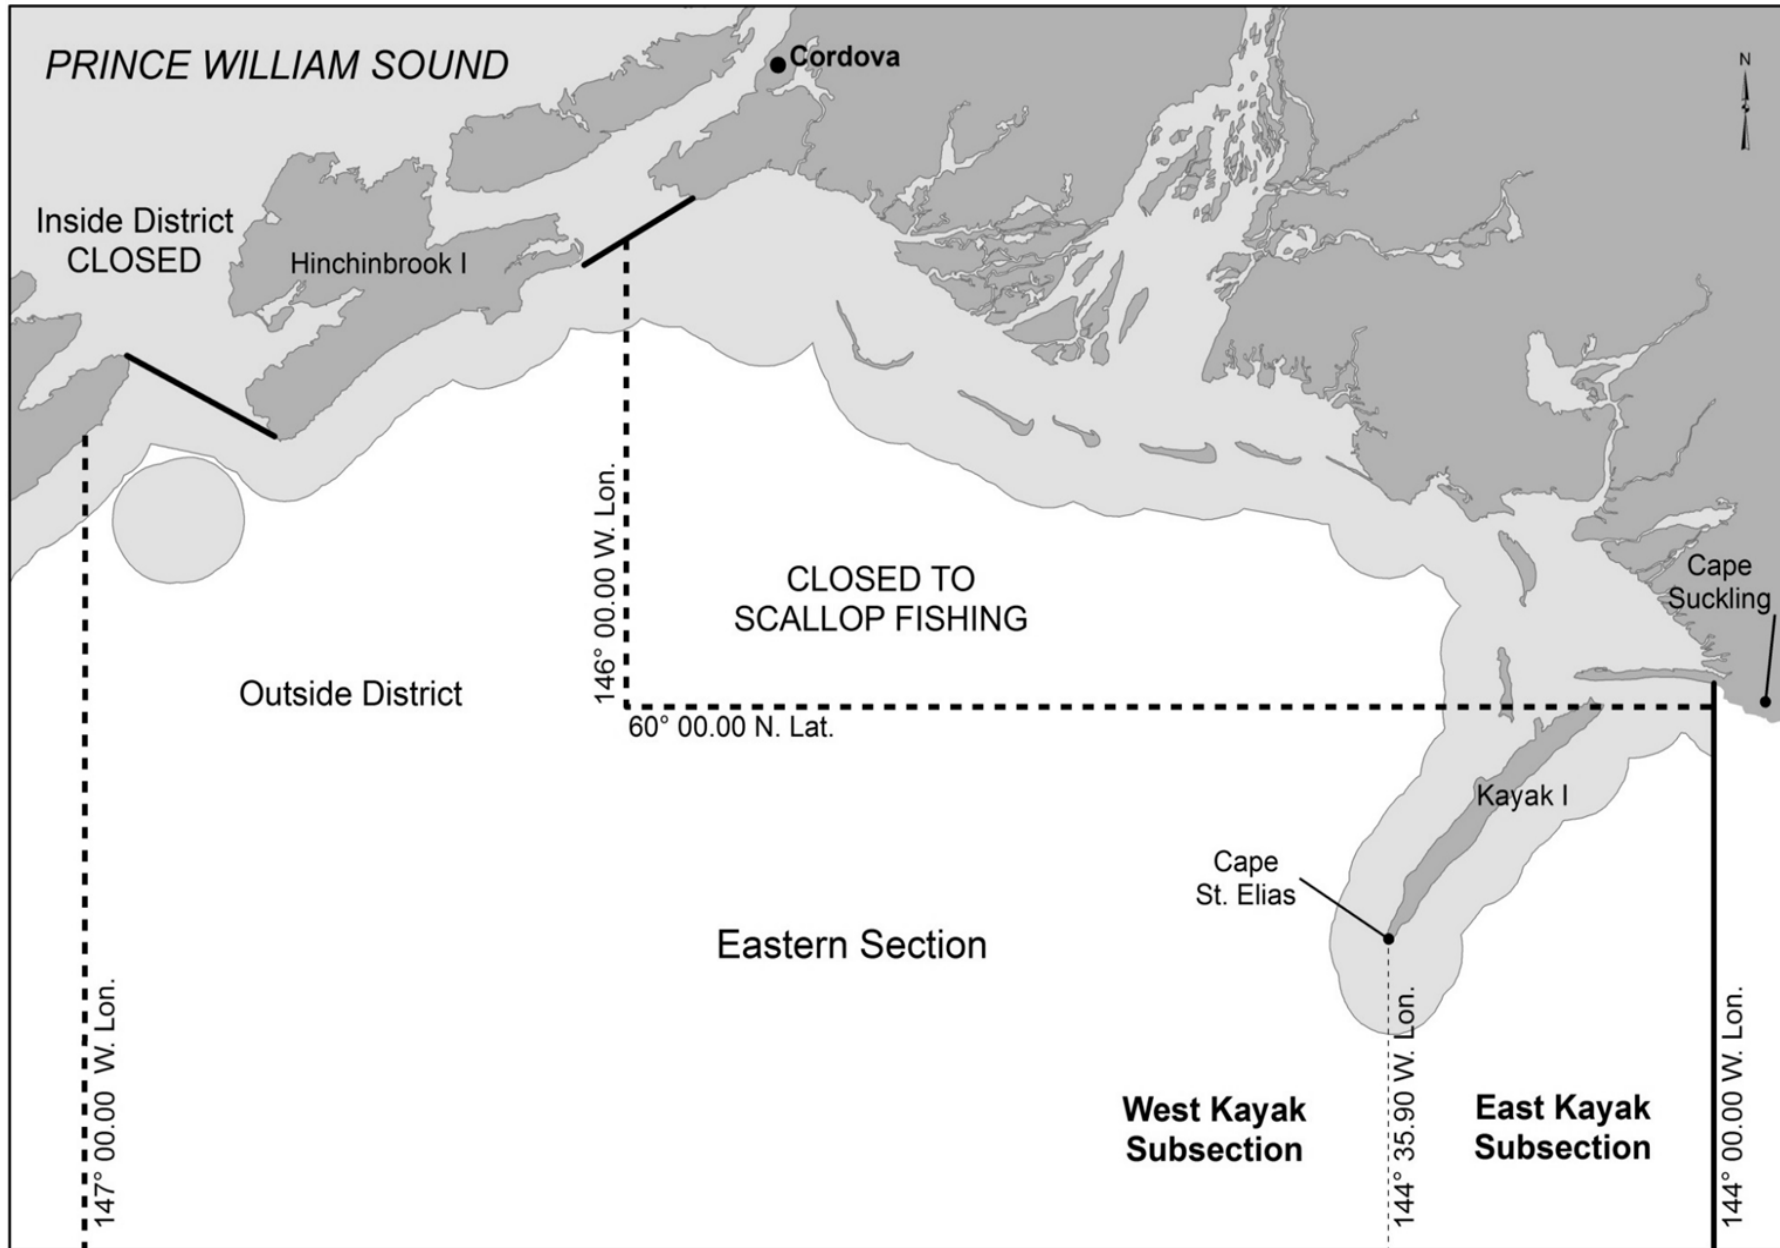 PRINCE WILLIAM SOUND
Cordova
N
Inside District
CLOSED
Hinchinbrook I
Cape
Suckling
146° 00.00 W. Lon.
CLOSED TO
SCALLOP FISHING
Outside District
60° 00.00 N. Lat.
Kayak I
Cape
St. Elias
Eastern Section
147° 00.00 W. Lon.
West Kayak
Subsection
144° 35.90 W. Lon.
East Kayak
Subsection
144° 00.00 W. Lon.